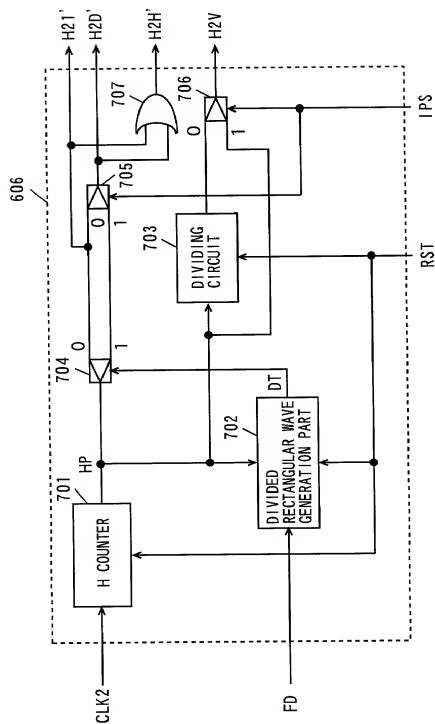 606
H21'
H2D'
H2H'
H2V
707
706
0
1
705
0
1
704
0
1
703
DIVIDING
CIRCUIT
HP
701
H COUNTER
702
DT
DIVIDED
RECTANGULAR WAVE
GENERATION PART
CLK2
FD
RST
IPS